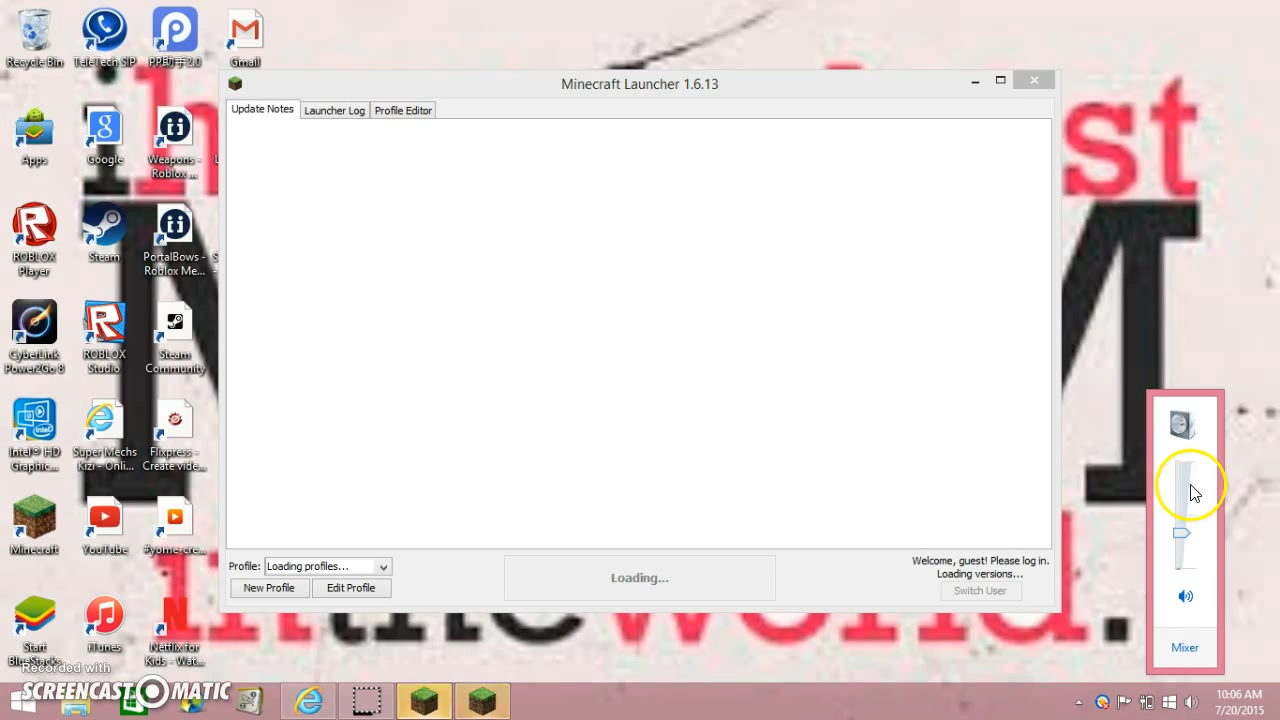 Recycle Bin
TeleTech SIP
PP助手2.0
Gmail
Minecraft Launcher 1.6.13
Update Notes
Launcher Log
Profile Editor
Apps
Google
Weapons -
Roblox ...
ROBLOX
Player
Steam
PortalBows -
Roblox Me...
CyberLink
Power2Go 8
ROBLOX
Studio
Steam
Community
Intel® HD
Graphic...
Super Mechs
Kizi - Onli...
Flixpress -
Create vide...
Minecraft
YouTube
Profile:
Loading profiles...
New Profile
Edit Profile
Loading...
Welcome, guest! Please log in.
Loading versions...
Switch User
Mixer
Start
BlueStacks
iTunes
Netflix for
Kids - Wat...
intheworld.
Recorded with
SCREENCAST-O-MATIC
10:06 AM
7/20/2015